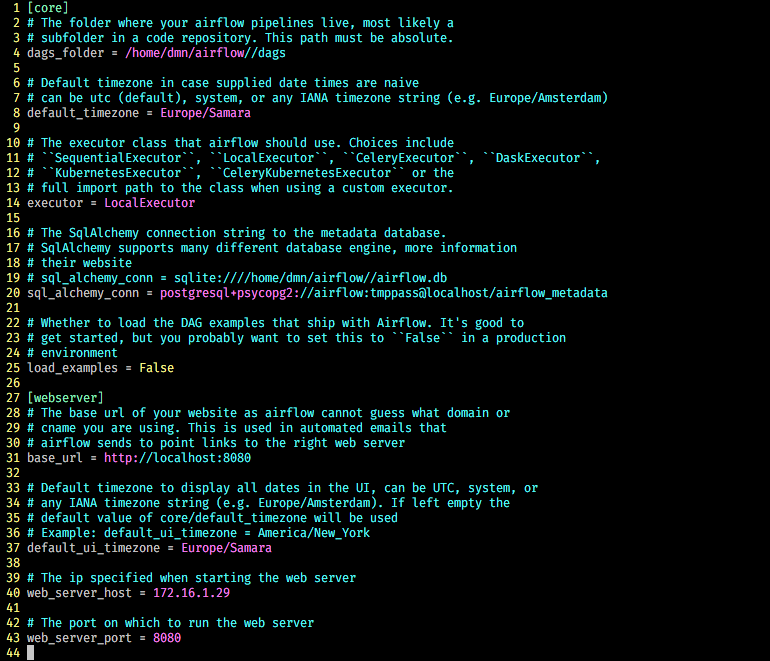 1 [core]
2 # The folder where your airflow pipelines live, most likely a
3 # subfolder in a code repository. This path must be absolute.
4 dags_folder = /home/dmn/airflow//dags
5
6 # Default timezone in case supplied date times are naive
7 # can be utc (default), system, or any IANA timezone string (e.g. Europe/Amsterdam)
8 default_timezone = Europe/Samara
9
10 # The executor class that airflow should use. Choices include
11 # ``SequentialExecutor``, ``LocalExecutor``, ``CeleryExecutor``, ``DaskExecutor``,
12 # ``KubernetesExecutor``, ``CeleryKubernetesExecutor`` or the
13 # full import path to the class when using a custom executor.
14 executor = LocalExecutor
15
16 # The SqlAlchemy connection string to the metadata database.
17 # SqlAlchemy supports many different database engine, more information
18 # their website
19 # sql_alchemy_conn = sqlite:////home/dmn/airflow//airflow.db
20 sql_alchemy_conn = postgresql+psycopg2://airflow:tmppass@localhost/airflow_metadata
21
22 # Whether to load the DAG examples that ship with Airflow. It's good to
23 # get started, but you probably want to set this to ``False`` in a production
24 # environment
25 load_examples = False
26
27 [webserver]
28 # The base url of your website as airflow cannot guess what domain or
29 # cname you are using. This is used in automated emails that
30 # airflow sends to point links to the right web server
31 base_url = http://localhost:8080
32
33 # Default timezone to display all dates in the UI, can be UTC, system, or
34 # any IANA timezone string (e.g. Europe/Amsterdam). If left empty the
35 # default value of core/default_timezone will be used
36 # Example: default_ui_timezone = America/New_York
37 default_ui_timezone = Europe/Samara
38
39 # The ip specified when starting the web server
40 web_server_host = 172.16.1.29
41
42 # The port on which to run the web server
43 web_server_port = 8080
44